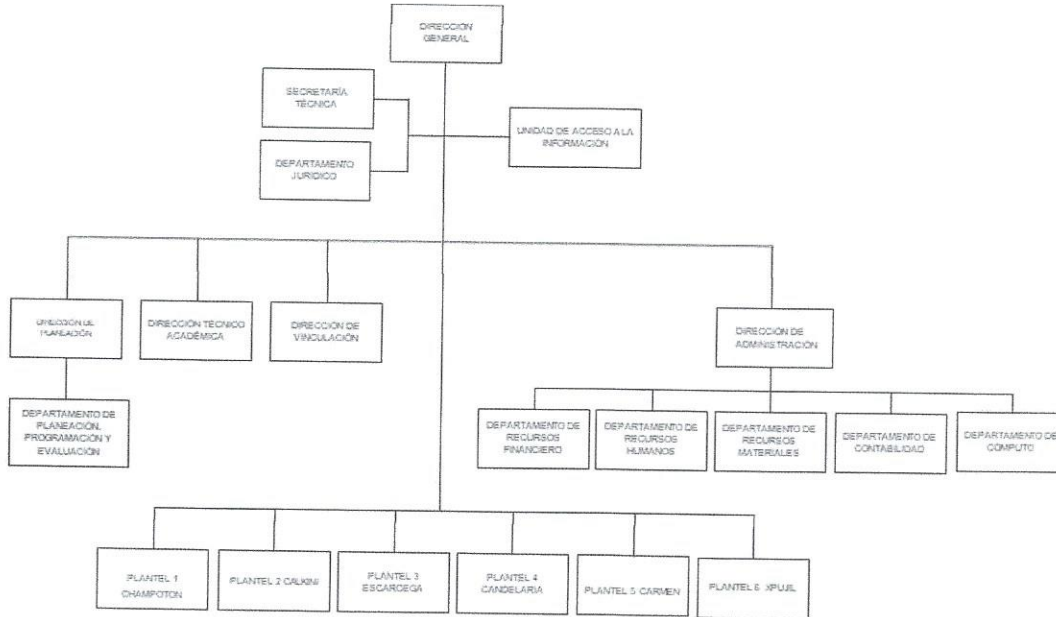 DIRECCIÓN
GENERAL
SECRETARÍA
TÉCNICA
UNIDAD DE ACCESO A LA
INFORMACIÓN
DEPARTAMENTO
JURÍDICO
DIRECCIÓN DE
PLANEACIÓN
DIRECCIÓN TÉCNICO
ACADÉMICA
DIRECCIÓN DE
VINCULACIÓN
DIRECCIÓN DE
ADMINISTRACIÓN
DEPARTAMENTO DE
PLANEACIÓN,
PROGRAMACIÓN Y
EVALUACIÓN
DEPARTAMENTO DE
RECURSOS
FINANCIERO
DEPARTAMENTO DE
RECURSOS
HUMANOS
DEPARTAMENTO DE
RECURSOS
MATERIALES
DEPARTAMENTO DE
CONTABILIDAD
DEPARTAMENTO DE
CÓMPUTO
PLANTEL 1
CHAMPOTON
PLANTEL 2 CALKINI
PLANTEL 3
ESCARCEGA
PLANTEL 4
CANDELARIA
PLANTEL 5 CARMEN
PLANTEL 6 XPUJIL